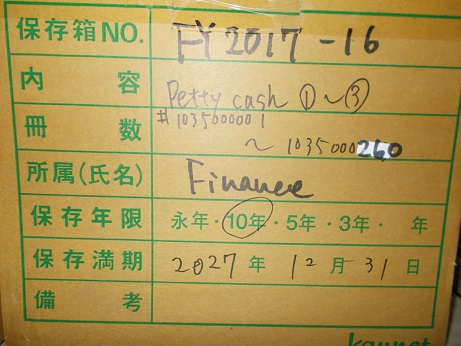 保存箱NO. FY2017-16
内容 Petty cash ①~③
冊数 #1035000001
~1035000260
所属(氏名) Finance
保存年限 永年・10年・5年・3年・ 年
保存満期 2027年12月31日
備考
kaunet